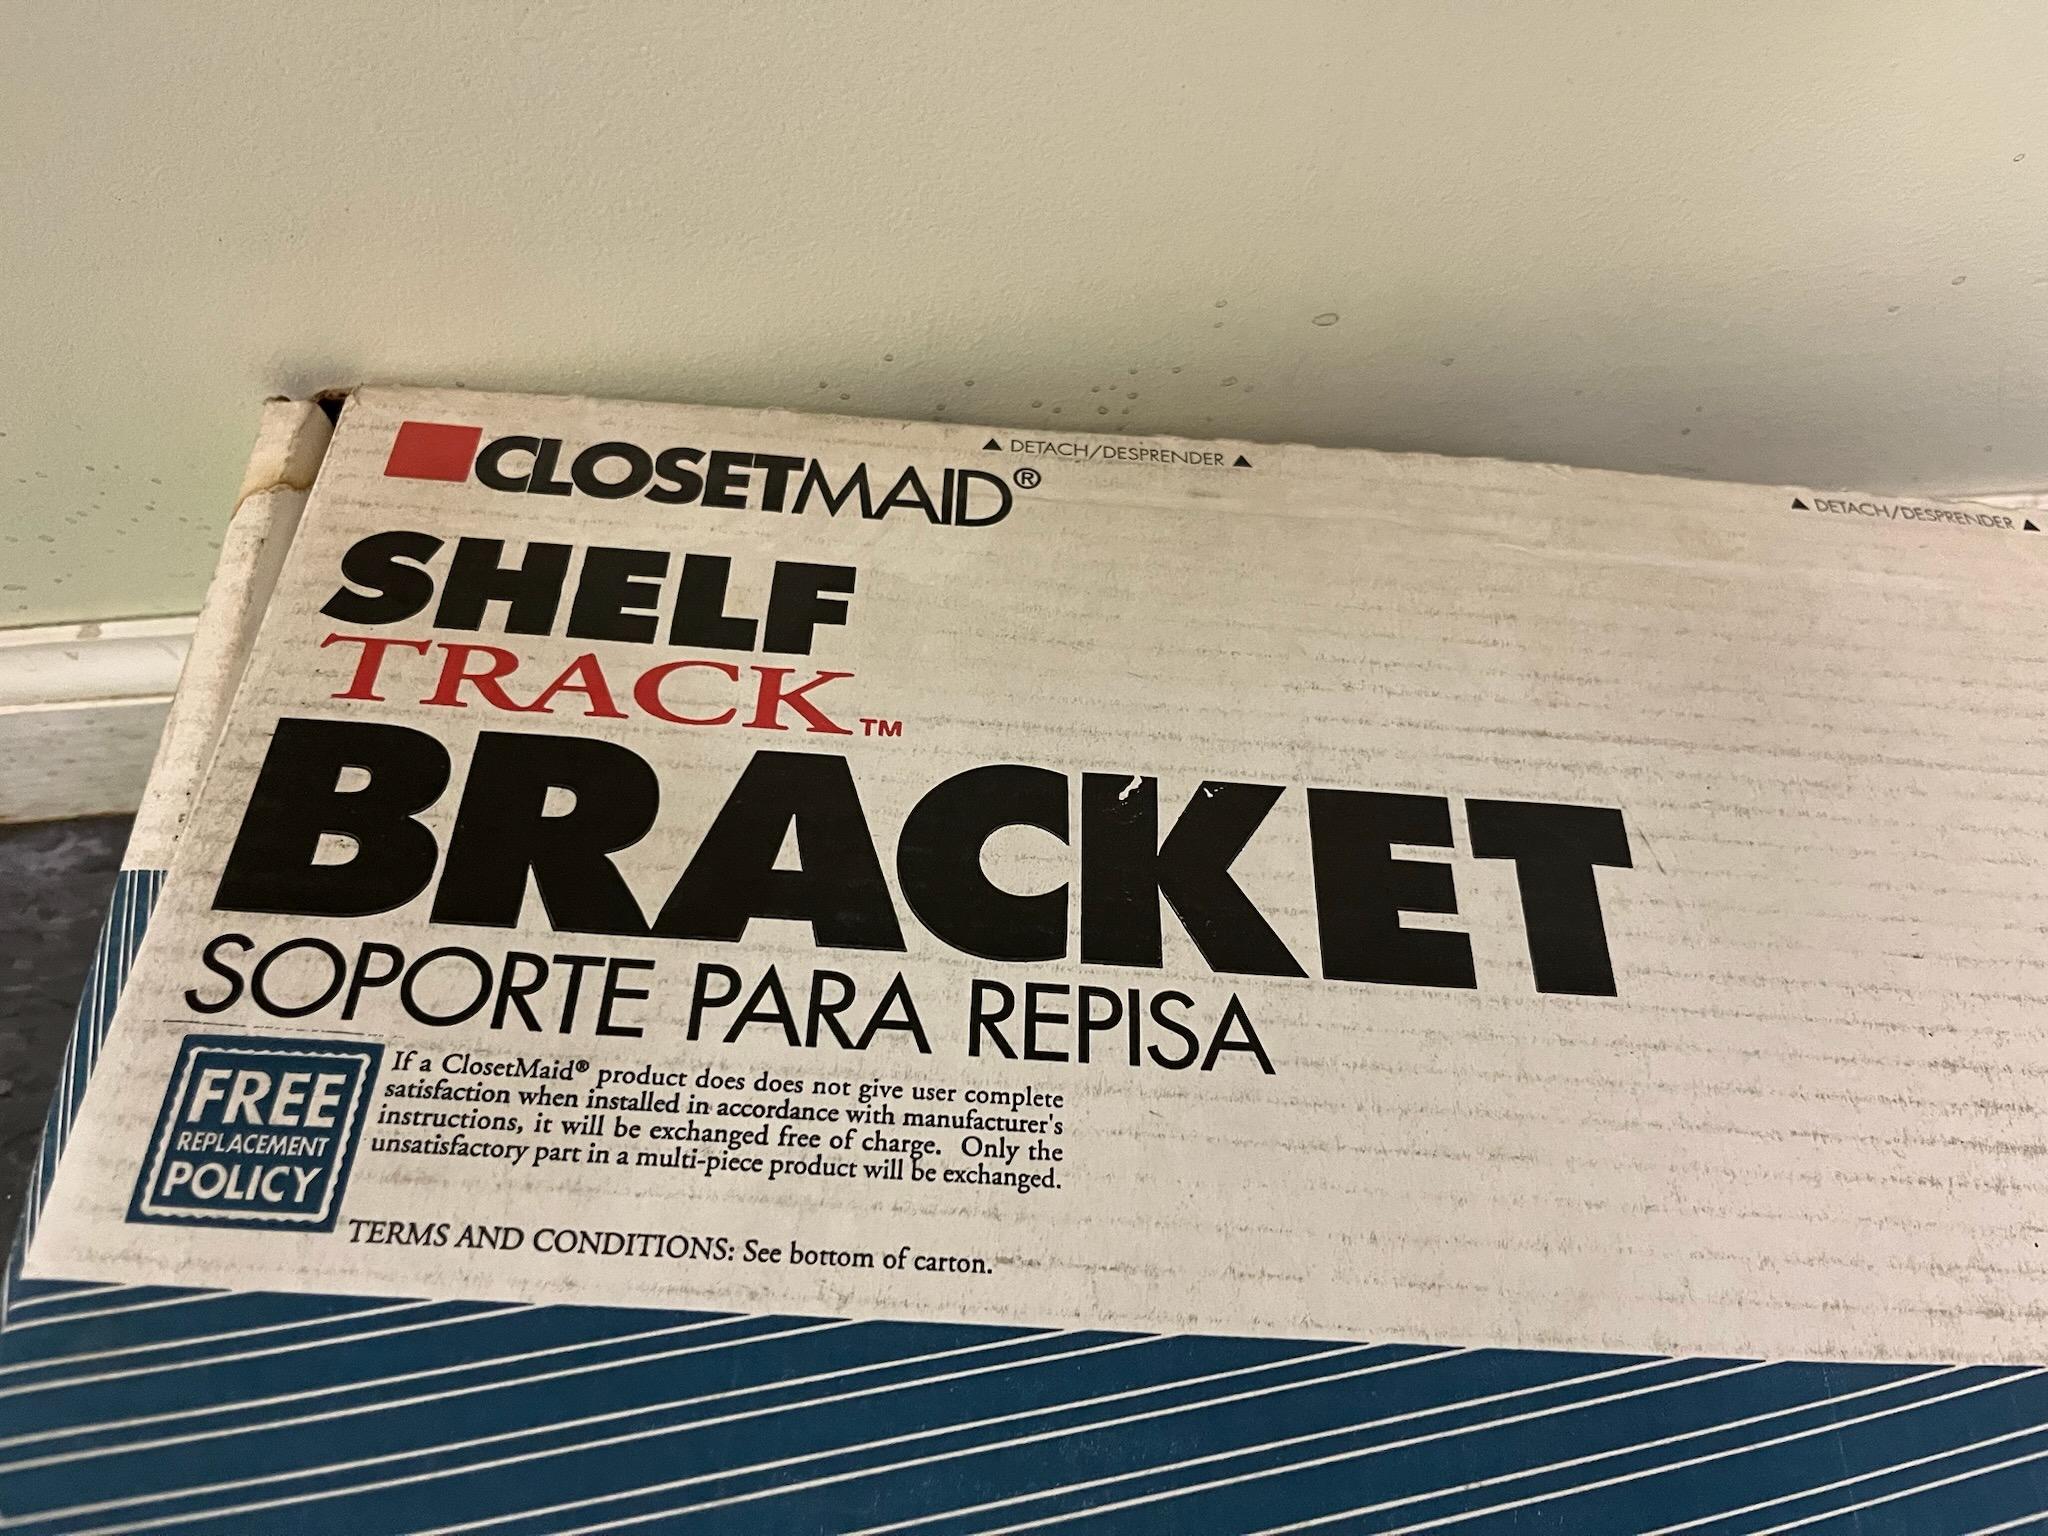 CLOSETMAID®
▲ DETACH/DESPRENDER ▲
▲ DETACH/DESPRENDER ▲
SHELF
TRACK™
BRACKET
SOPORTE PARA REPISA
FREE
REPLACEMENT
POLICY
If a ClosetMaid® product does does not give user complete
satisfaction when installed in accordance with manufacturer's
instructions, it will be exchanged free of charge. Only the
unsatisfactory part in a multi-piece product will be exchanged.
TERMS AND CONDITIONS: See bottom of carton.